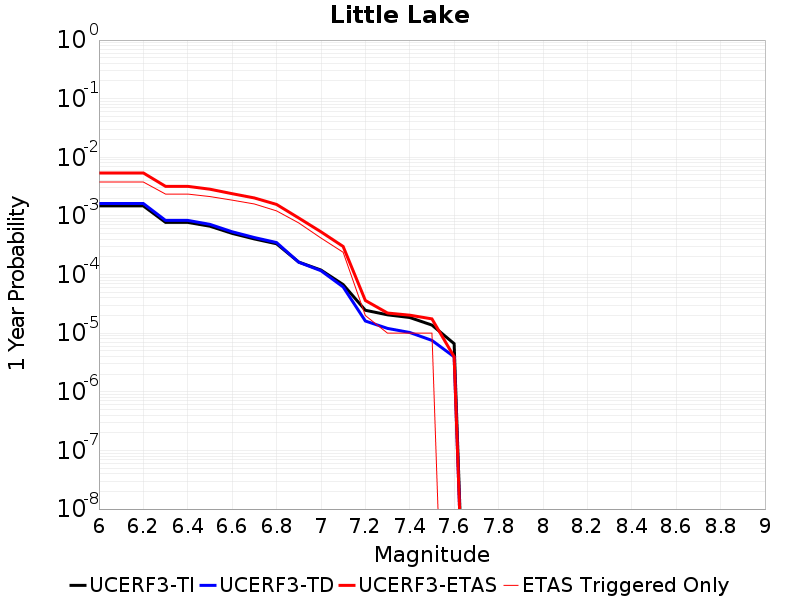 Little Lake
10^0
10^-1
10^-2
10^-3
10^-4
10^-5
10^-6
10^-7
10^-8
1 Year Probability
6 6.2 6.4 6.6 6.8 7 7.2 7.4 7.6 7.8 8 8.2 8.4 8.6 8.8 9
Magnitude
UCERF3-TI UCERF3-TD UCERF3-ETAS ETAS Triggered Only